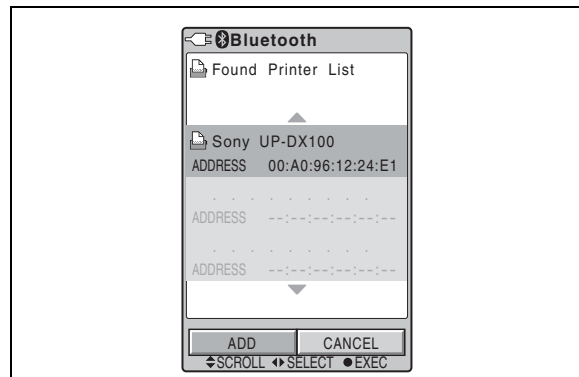 Bluetooth
Found Printer List
Sony UP-DX100
ADDRESS 00:A0:96:12:24:E1
. . . . . . . . .
ADDRESS --:--:--:--:--:--
. . . . . . . . .
ADDRESS --:--:--:--:--:--
ADD CANCEL
SCROLL SELECT EXEC